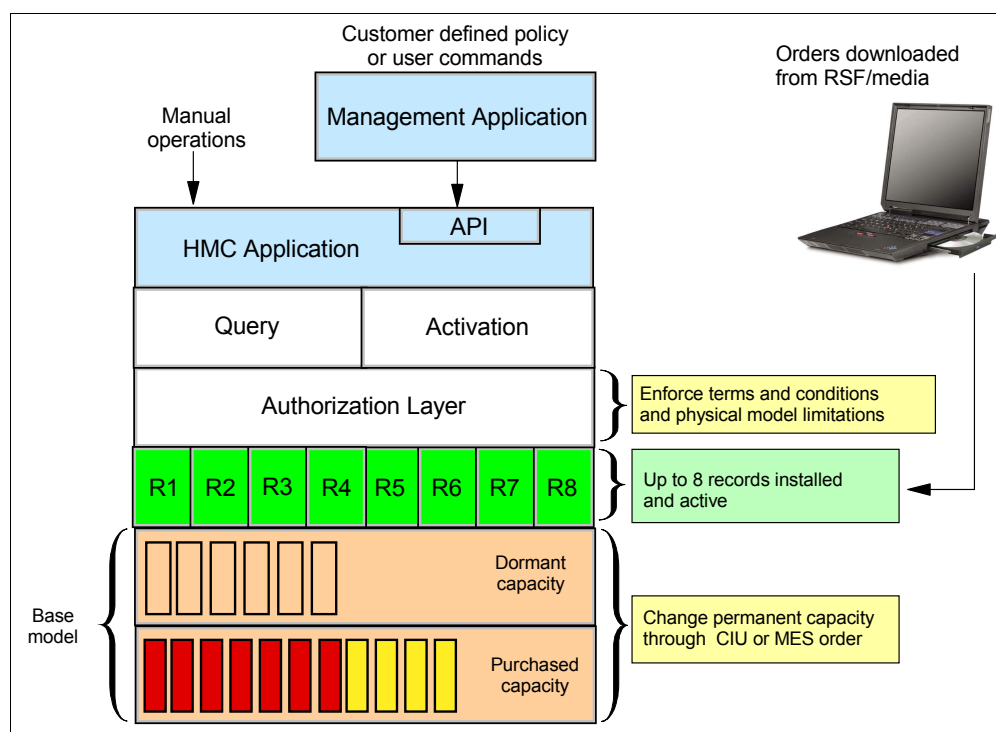 Customer defined policy
or user commands
Management Application
Orders downloaded
from RSF/media
Manual
operations
API
HMC Application
Query
Activation
Authorization Layer
Enforce terms and conditions
and physical model limitations
R1 R2 R3 R4 R5 R6 R7 R8
Up to 8 records installed
and active
Base
model
Dormant
capacity
Change permanent capacity
through CIU or MES order
Purchased
capacity